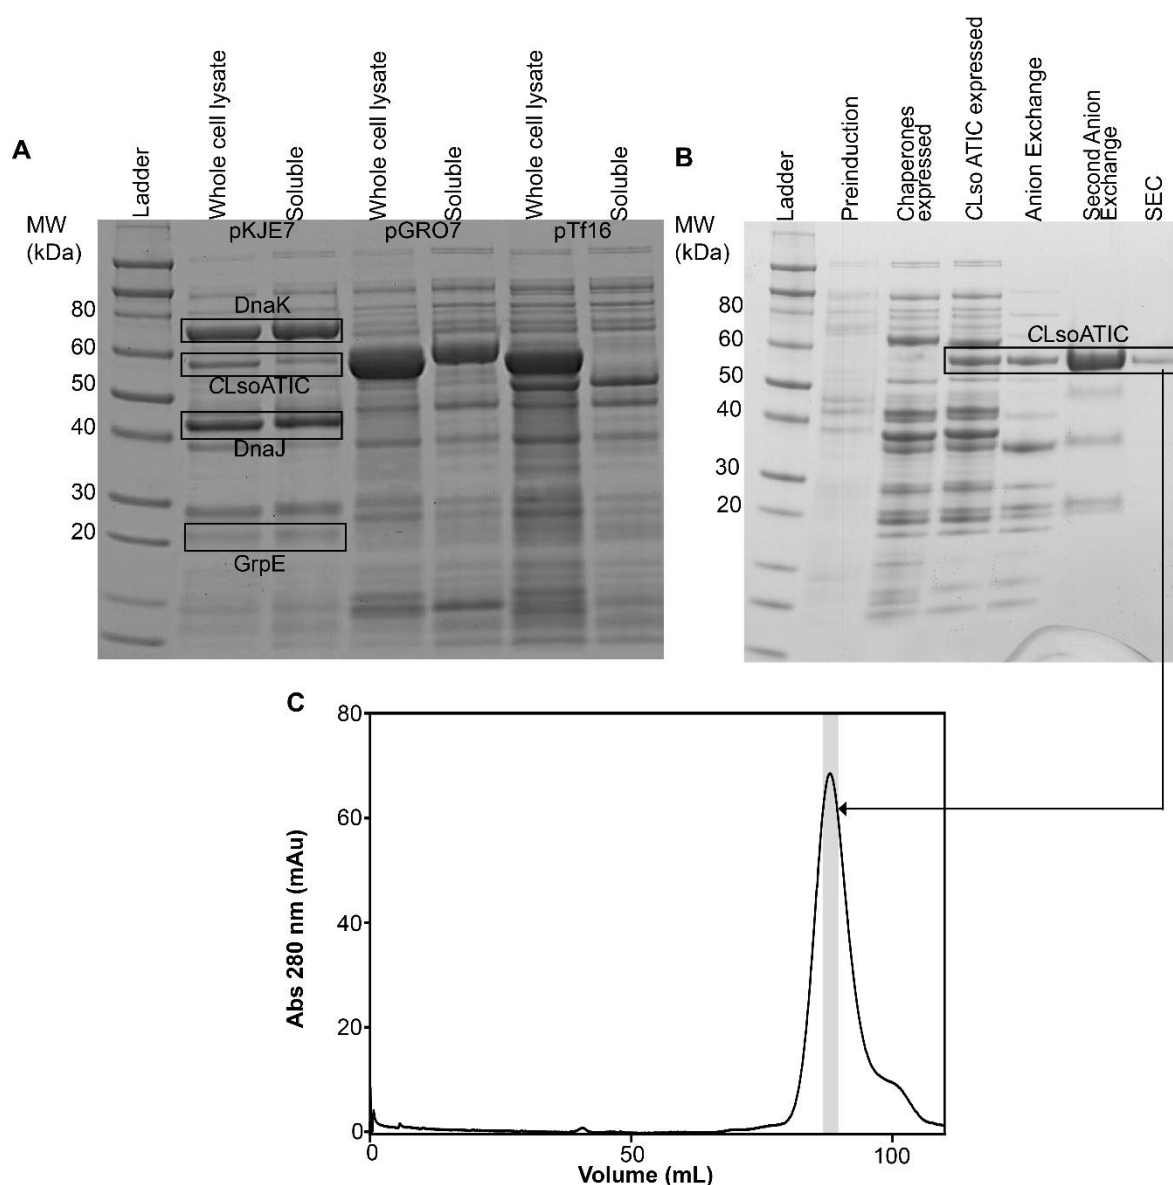 A
MW
(kDa)
Ladder
Whole cell lysate
Soluble
Whole cell lysate
Soluble
Whole cell lysate
Soluble
pKJE7
pGRO7
pTf16
80
60
50
40
30
20
DnaK
CLsoATIC
DnaJ
GrpE
B
MW
(kDa)
Ladder
Preinduction
Chaperones
expressed
CLso ATIC expressed
Anion Exchange
Second Anion
Exchange
SEC
80
60
50
40
30
20
CLsoATIC
C
Abs 280 nm (mAu)
80
60
40
20
0
0
50
100
Volume (mL)